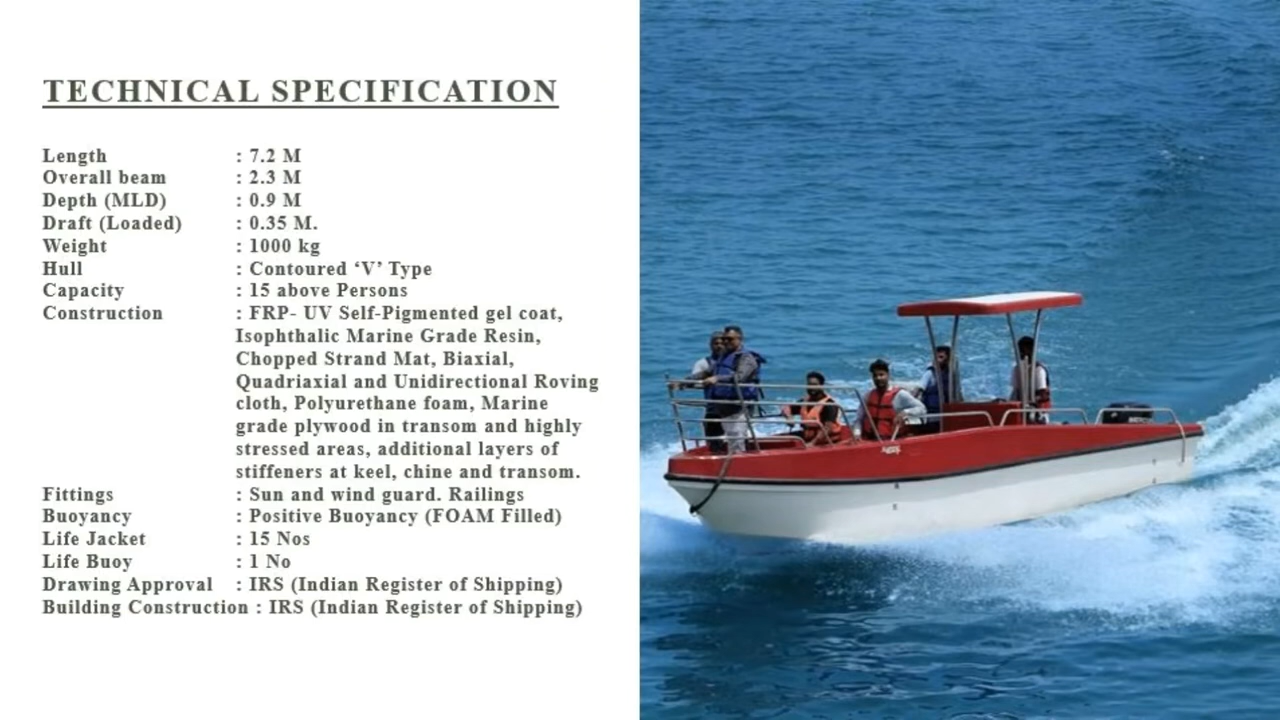 TECHNICAL SPECIFICATION
Length : 7.2 M
Overall beam : 2.3 M
Depth (MLD) : 0.9 M
Draft (Loaded) : 0.35 M.
Weight : 1000 kg
Hull : Contoured ‘V’ Type
Capacity : 15 above Persons
Construction : FRP- UV Self-Pigmented gel coat,
Isophthalic Marine Grade Resin,
Chopped Strand Mat, Biaxial,
Quadriaxial and Unidirectional Roving
cloth, Polyurethane foam, Marine
grade plywood in transom and highly
stressed areas, additional layers of
stiffeners at keel, chine and transom.
Fittings : Sun and wind guard. Railings
Buoyancy : Positive Buoyancy (FOAM Filled)
Life Jacket : 15 Nos
Life Buoy : 1 No
Drawing Approval : IRS (Indian Register of Shipping)
Building Construction : IRS (Indian Register of Shipping)